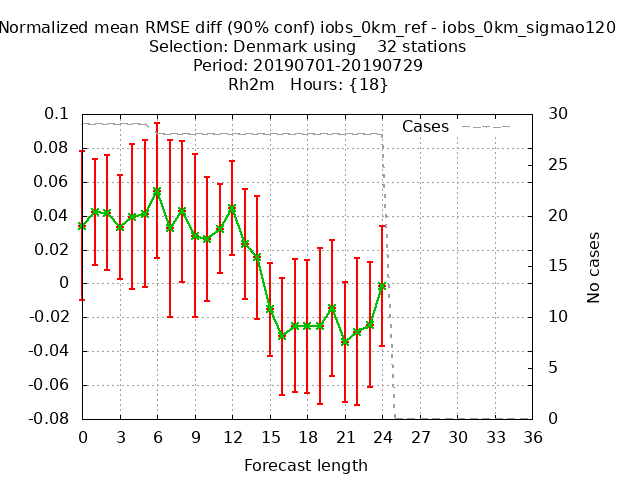 Normalized mean RMSE diff (90% conf) iobs_0km_ref - iobs_0km_sigmao120
Selection: Denmark using    32 stations
Period: 20190701-20190729
Rh2m   Hours: {18}
0.1
0.08
0.06
0.04
0.02
0
-0.02
-0.04
-0.06
-0.08
Cases
30
25
20
15
10
5
0
No cases
0 3 6 9 12 15 18 21 24 27 30 33 36
Forecast length